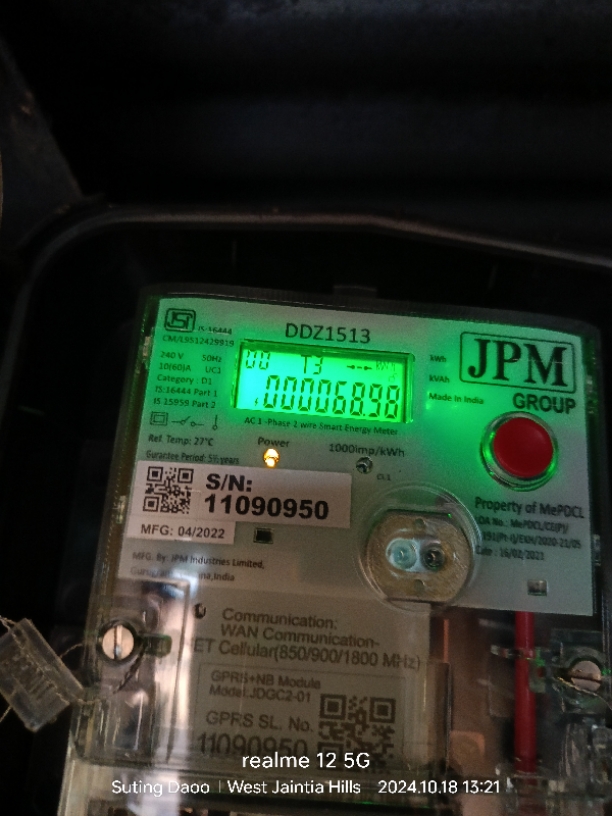 IS 16444
CM/L9512429919
DDZ1513
240 V 50Hz
10(60)A UC1
Category : D1
IS:16444 Part 1
IS 15959 Part 2
T3
000068.98
kWh
kVAh
Made in India
JPM
GROUP
AC 1-Phase 2 wire Smart Energy Meter
Ref. Temp: 27°C
Power
1000imp/kWh
S/N:
11090950
MFG: 04/2022
Property of MePDCL
MFG. By: JPM Industries Limited,
India
Communication:
WAN Communication-
Cellular(850/900/1800 MHz)
GPRS+NB Module
Model:JDGC2-01
GPRS SL. No.
11090950
realme 12 5G
Suting Daoo | West Jaintia Hills 2024.10.18 13:21